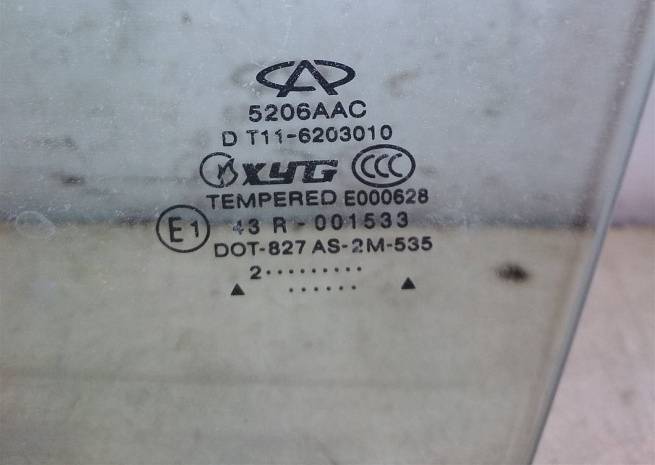 5206AAC
D T11-6203010
XYG CCC
TEMPERED E000628
E1 43 R-001533
DOT-827 AS-2M-535
2·········
······